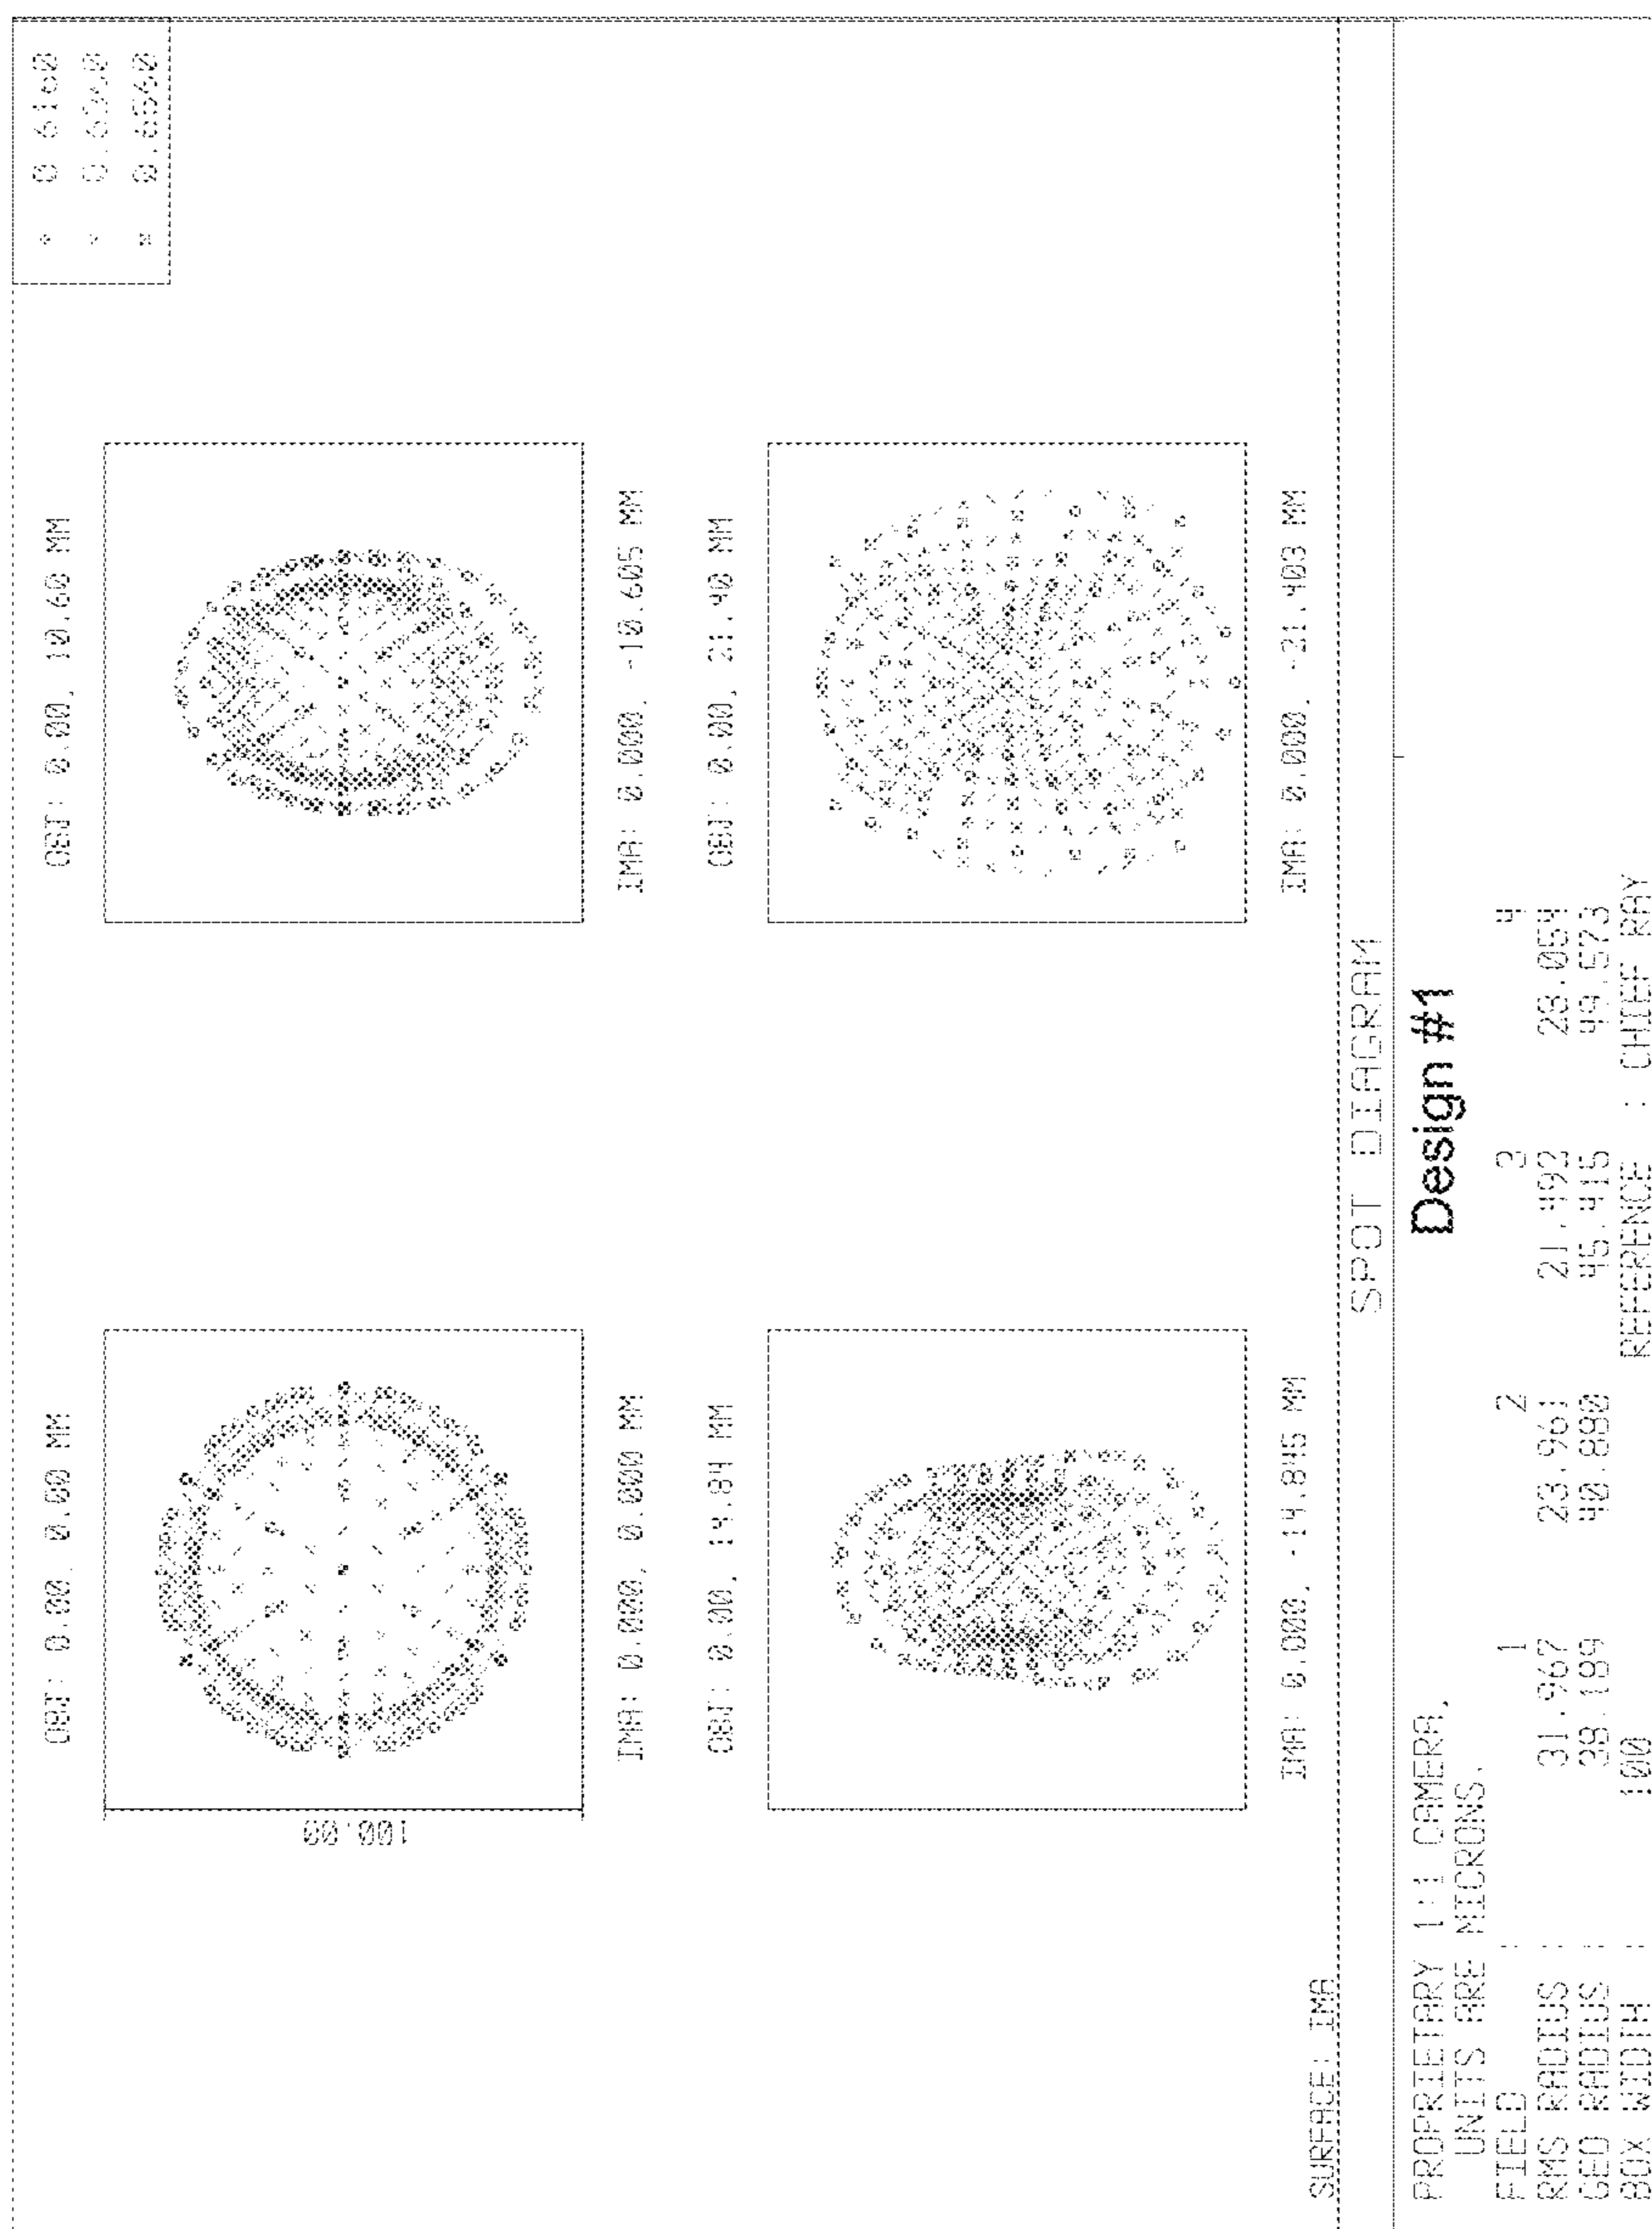 + 0.6160
0.6360
0.6560
OBJ: 0.00, 0.00 MM
OBJ: 0.00, 10.60 MM
100.00
IMA: 0.000, 0.000 MM
IMA: 0.000, -10.605 MM
OBJ: 0.00, 14.84 MM
OBJ: 0.00, 21.40 MM
IMA: 0.000, -14.845 MM
IMA: 0.000, -21.403 MM
SURFACE: IMA
SPOT DIAGRAM
PROPRIETARY 1:1 CAMERA, Design #1
UNITS ARE MICRONS.
FIELD : 1 2 3 4
RMS RADIUS : 31.967 23.961 21.492 28.054
GEO RADIUS : 39.189 40.880 45.415 49.573
BOX WIDTH : 100 REFERENCE : CHIEF RAY